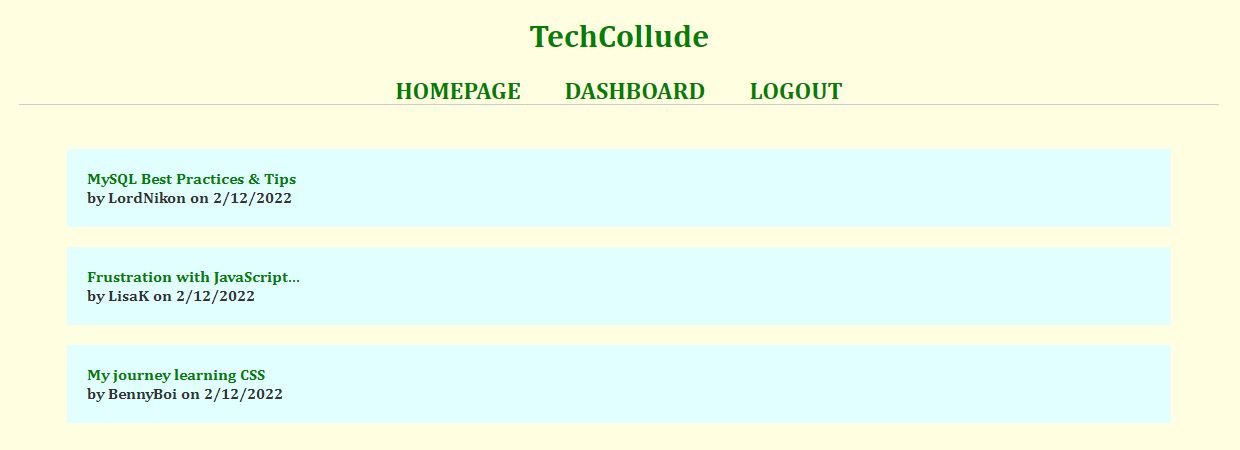 TechCollude
HOMEPAGE DASHBOARD LOGOUT
MySQL Best Practices & Tips
by LordNikon on 2/12/2022
Frustration with JavaScript...
by LisaK on 2/12/2022
My journey learning CSS
by BennyBoi on 2/12/2022